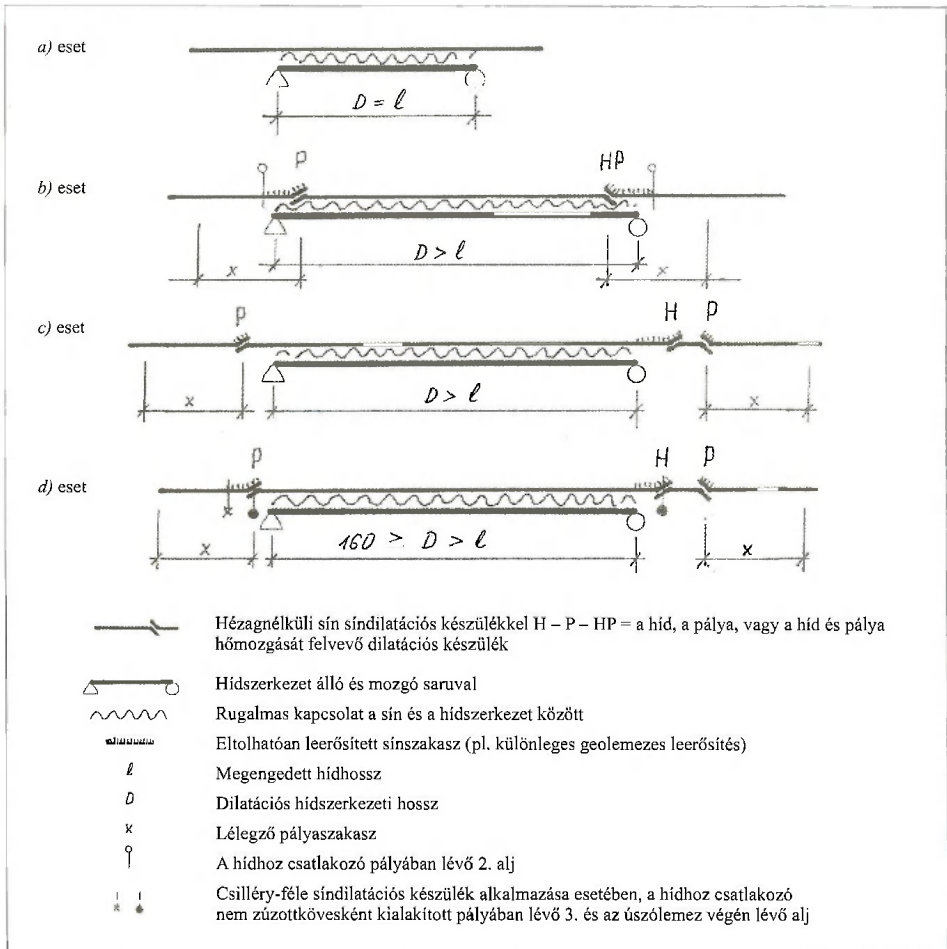 a) eset
D = ℓ
P HP
b) eset
D > ℓ
x x
P H P
c) eset
D > ℓ
x x
P H P
d) eset
160 > D > ℓ
x x
Hézagnélküli sín síndilatációs készülékkel H – P – HP = a híd, a pálya, vagy a híd és pálya
hőmozgását felvevő dilatációs készülék
Hídszerkezet álló és mozgó saruval
Rugalmas kapcsolat a sín és a hídszerkezet között
Eltolhatóan leerősített sínszakasz (pl. különleges geolemezes leerősítés)
ℓ Megengedett hídhossz
D Dilatációs hídszerkezeti hossz
x Lélegző pályaszakasz
A hídhoz csatlakozó pályában lévő 2. alj
Csilléry-féle síndilatációs készülék alkalmazása esetében, a hídhoz csatlakozó
nem zúzottkövesként kialakított pályában lévő 3. és az úszólemez végén lévő alj